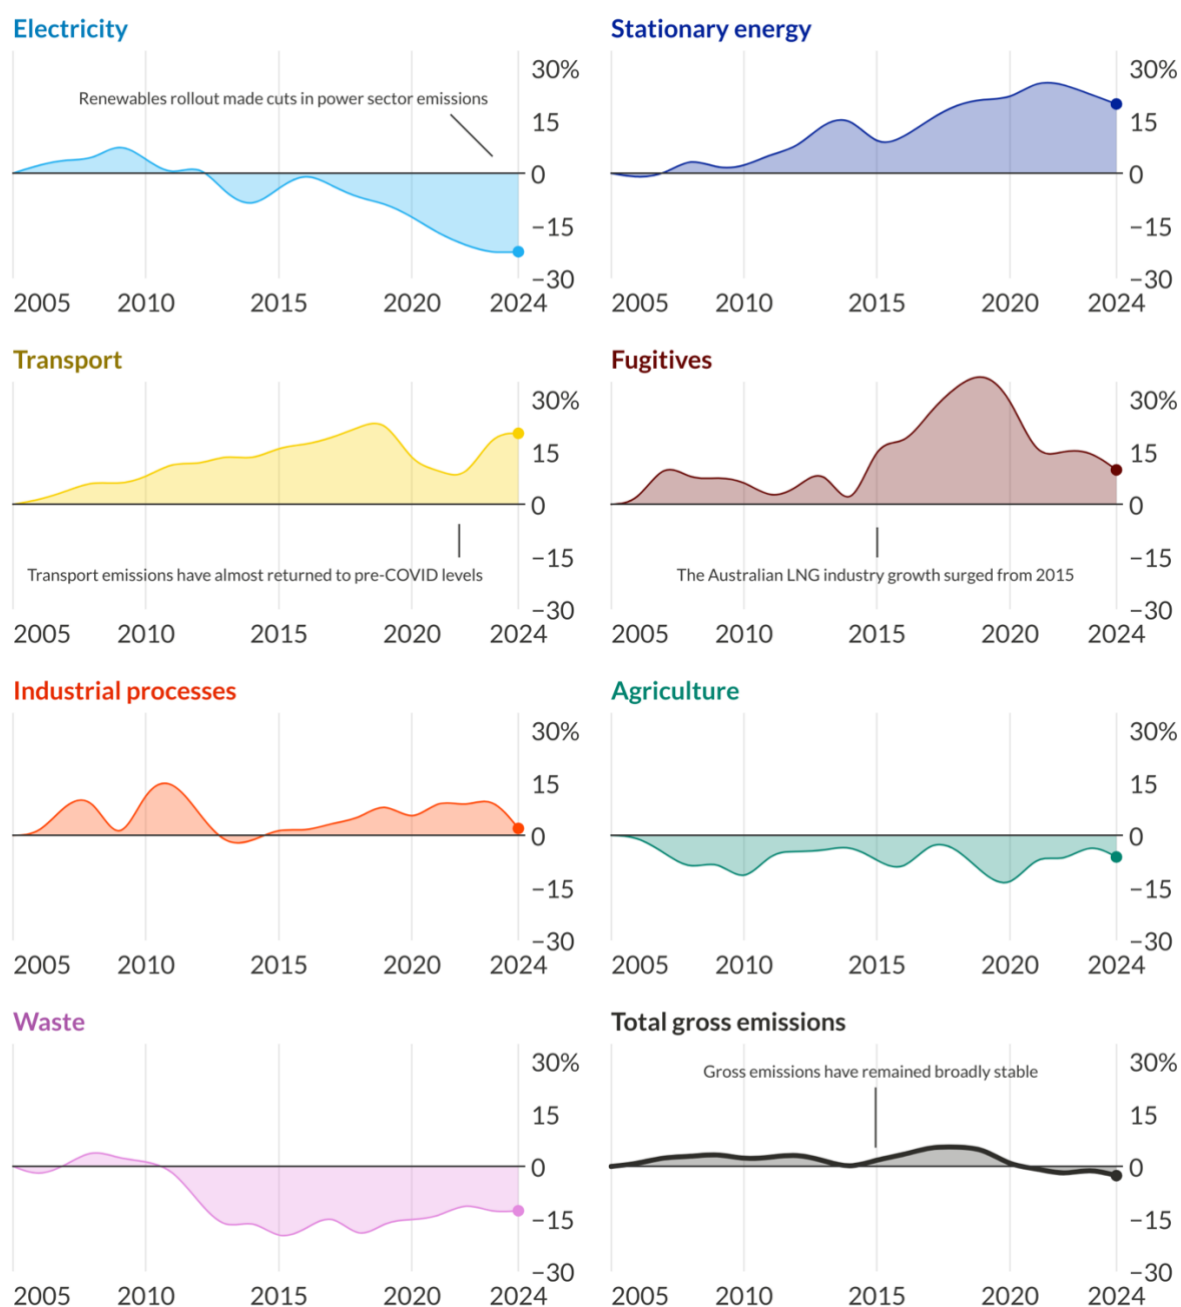 Electricity
30%
Renewables rollout made cuts in power sector emissions
15
0
−15
−30
2005 2010 2015 2020 2024
Stationary energy
30%
15
0
−15
−30
2005 2010 2015 2020 2024
Transport
30%
15
0
−15
Transport emissions have almost returned to pre-COVID levels
−30
2005 2010 2015 2020 2024
Fugitives
30%
15
0
−15
The Australian LNG industry growth surged from 2015
−30
2005 2010 2015 2020 2024
Industrial processes
30%
15
0
−15
−30
2005 2010 2015 2020 2024
Agriculture
30%
15
0
−15
−30
2005 2010 2015 2020 2024
Waste
30%
15
0
−15
−30
2005 2010 2015 2020 2024
Total gross emissions
30%
Gross emissions have remained broadly stable
15
0
−15
−30
2005 2010 2015 2020 2024